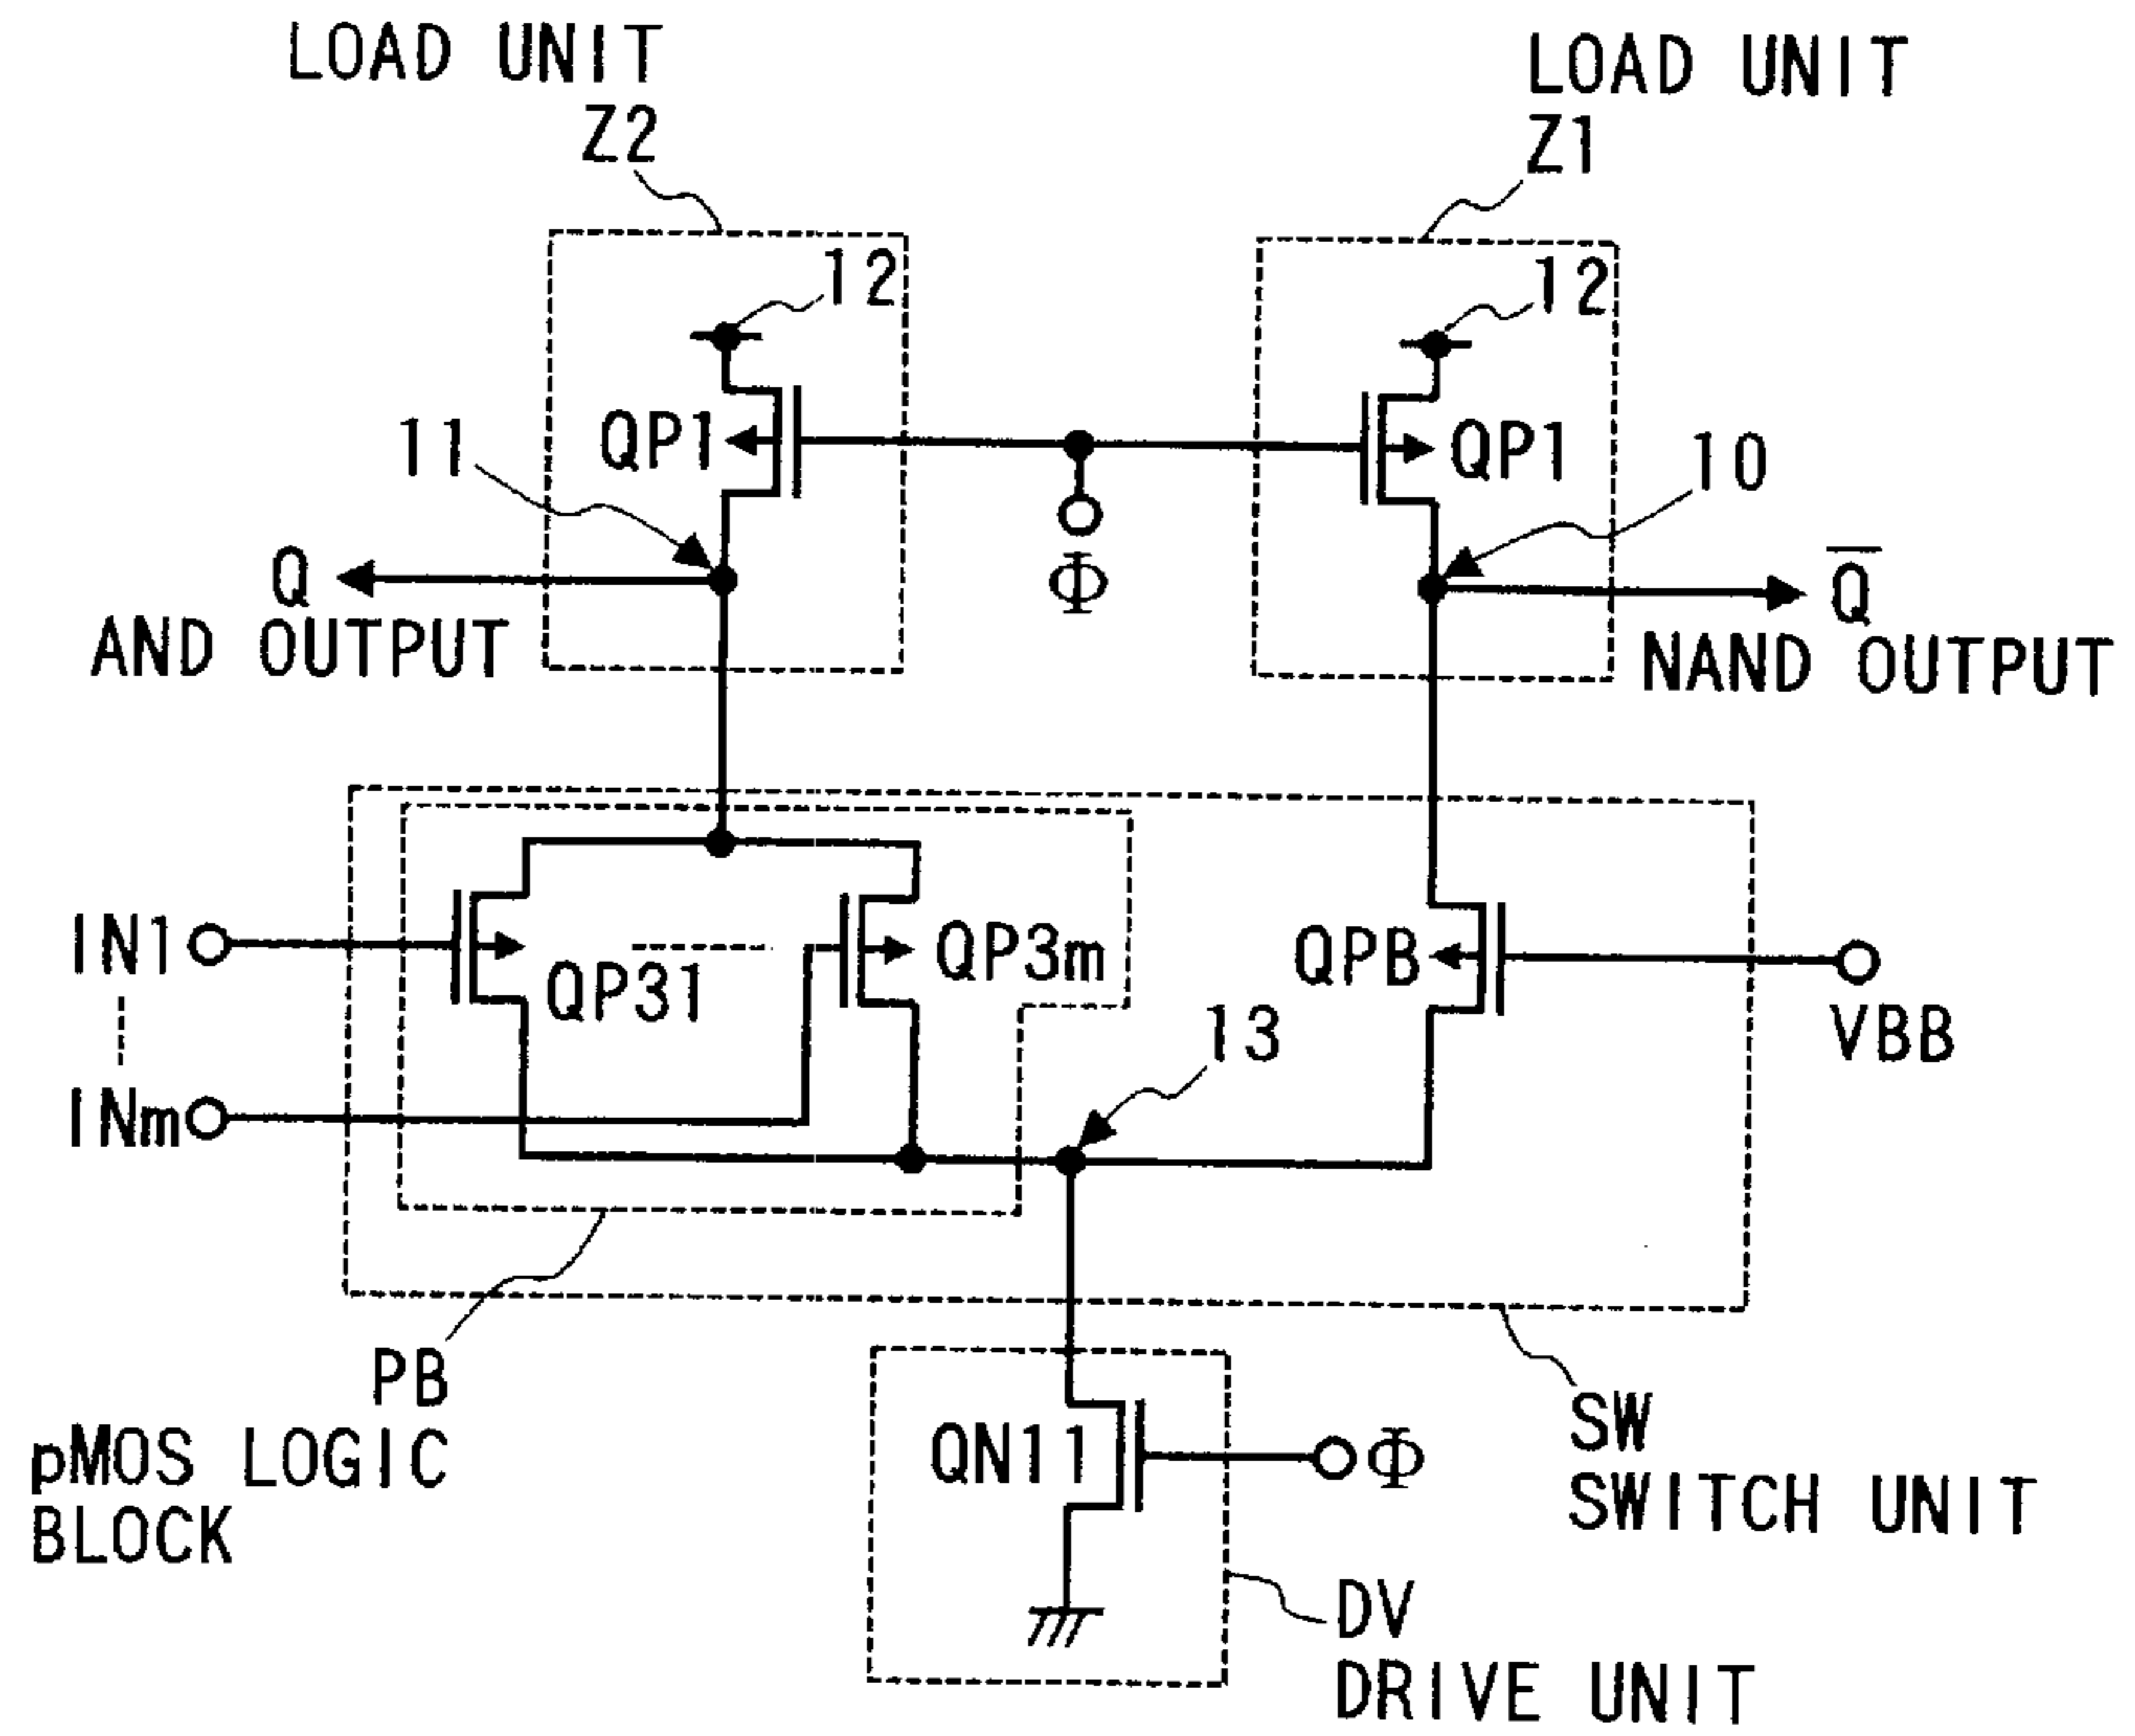 LOAD UNIT
Z2
LOAD UNIT
Z1
12
12
QP1
QP1
11
10
Q
AND OUTPUT
Φ
Q̅
NAND OUTPUT
IN1
QP31
QP3m
QPB
VBB
13
INm
PB
pMOS LOGIC
BLOCK
QN11
Φ
SW
SWITCH UNIT
DV
DRIVE UNIT